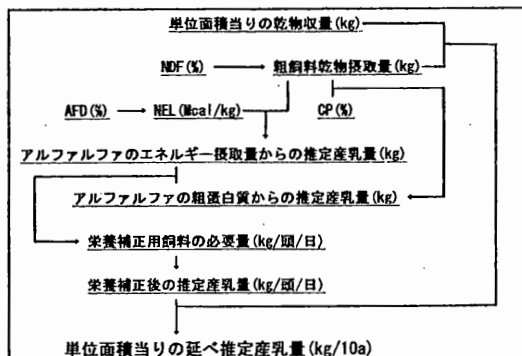 単位面積当りの乾物収量(kg)
NDF(%) 粗飼料乾物摂取量(kg)
AFD(%) NEL(Mcal/kg) CP(%)
アルファルファのエネルギー摂取量からの推定産乳量(kg)
アルファルファの粗蛋白質からの推定産乳量(kg)
栄養補正用飼料の必要量(kg/頭/日)
栄養補正後の推定産乳量(kg/頭/日)
単位面積当りの延べ推定産乳量(kg/10a)